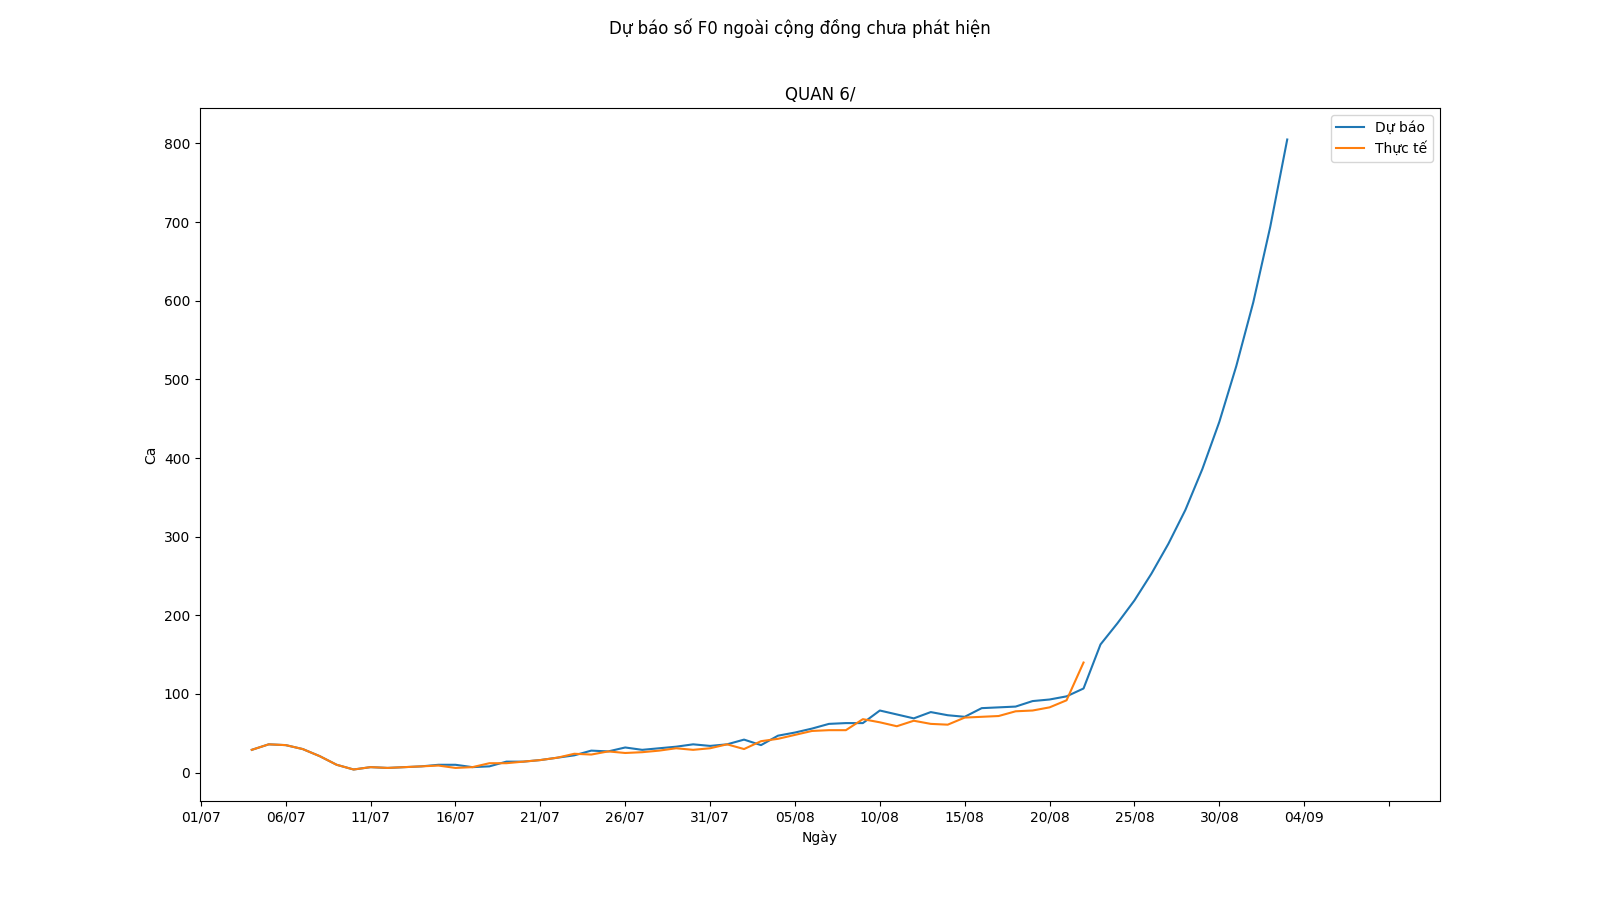 Dự báo số F0 ngoài cộng đồng chưa phát hiện
QUAN 6/
Dự báo
Thực tế
800
700
600
500
400
300
200
100
0
Ca
01/07 06/07 11/07 16/07 21/07 26/07 31/07 05/08 10/08 15/08 20/08 25/08 30/08 04/09
Ngày